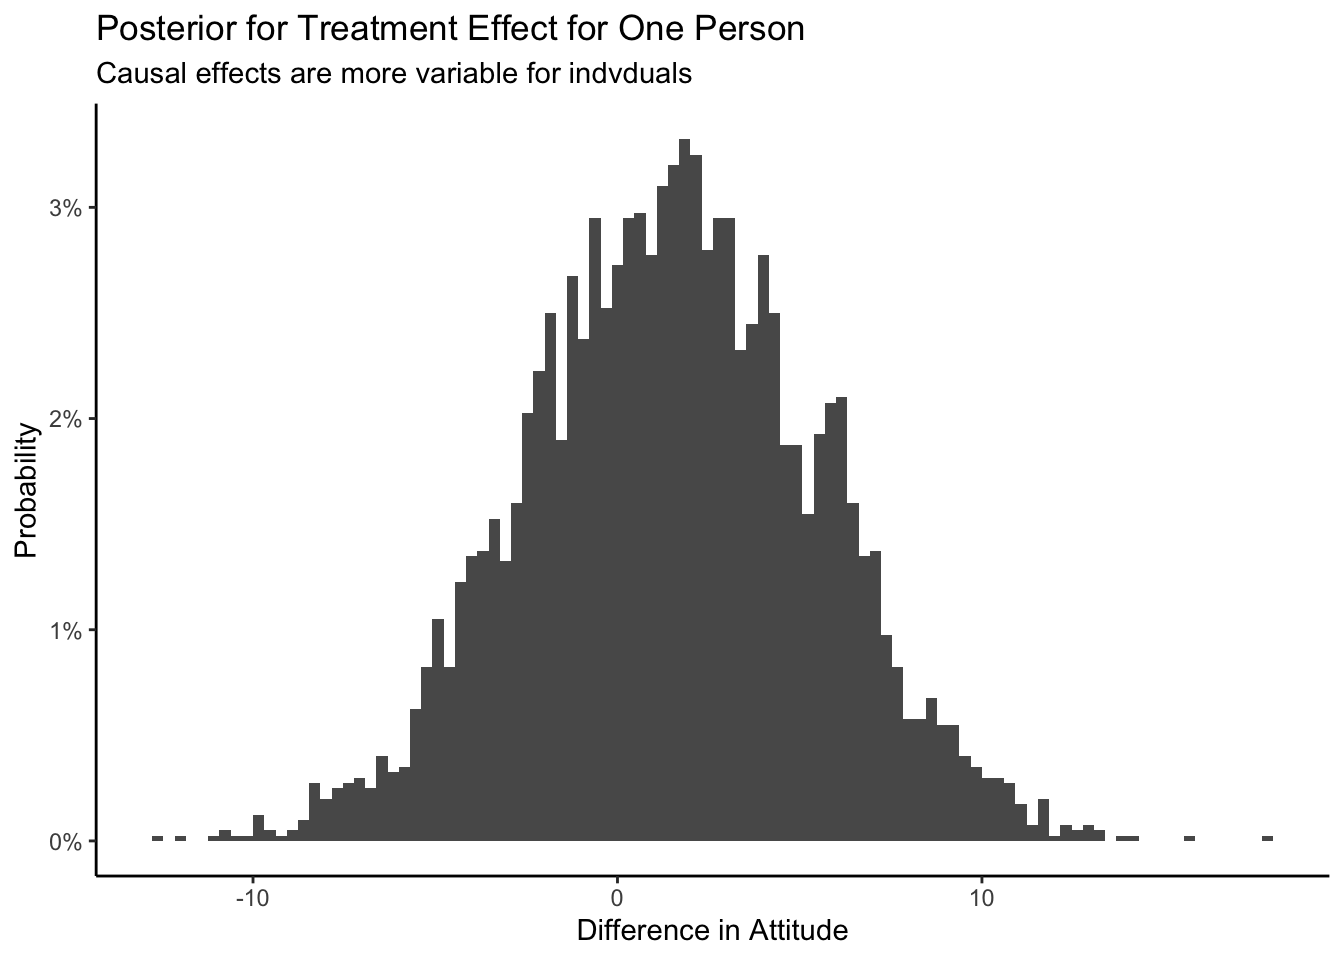 Posterior for Treatment Effect for One Person
Causal effects are more variable for indvduals
3%
2%
1%
0%
Probability
-10
0
10
Difference in Attitude